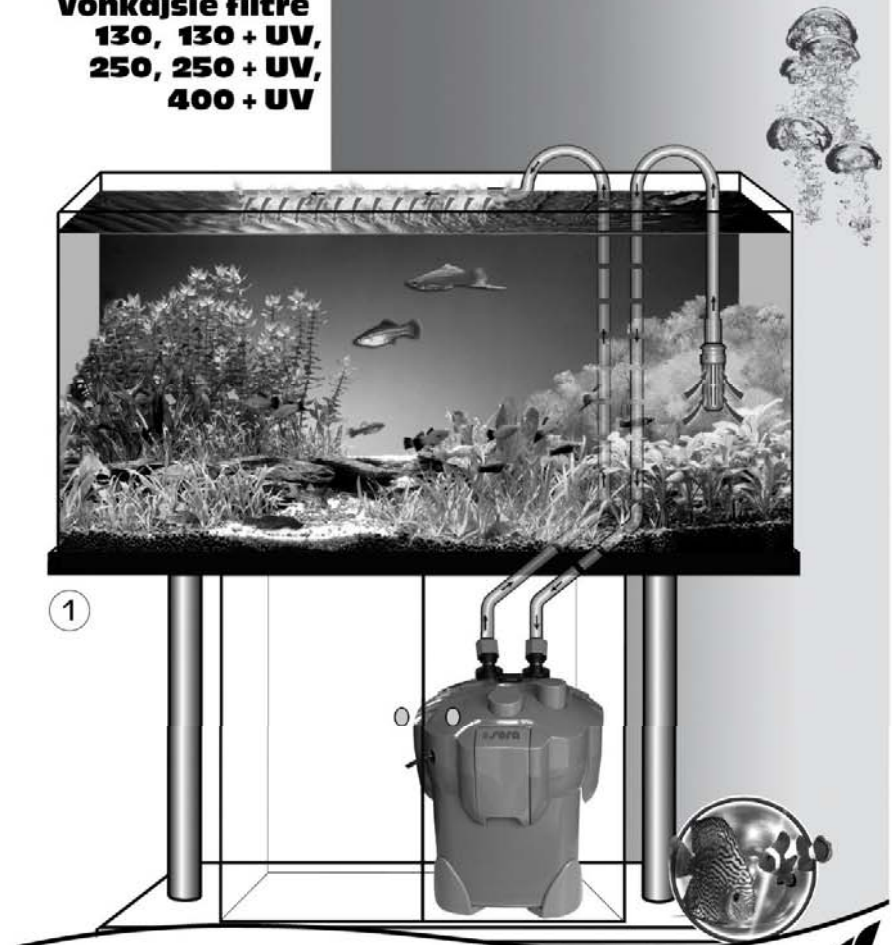 Vonkajšie filtre
130, 130 + UV,
250, 250 + UV,
400 + UV
1
sera